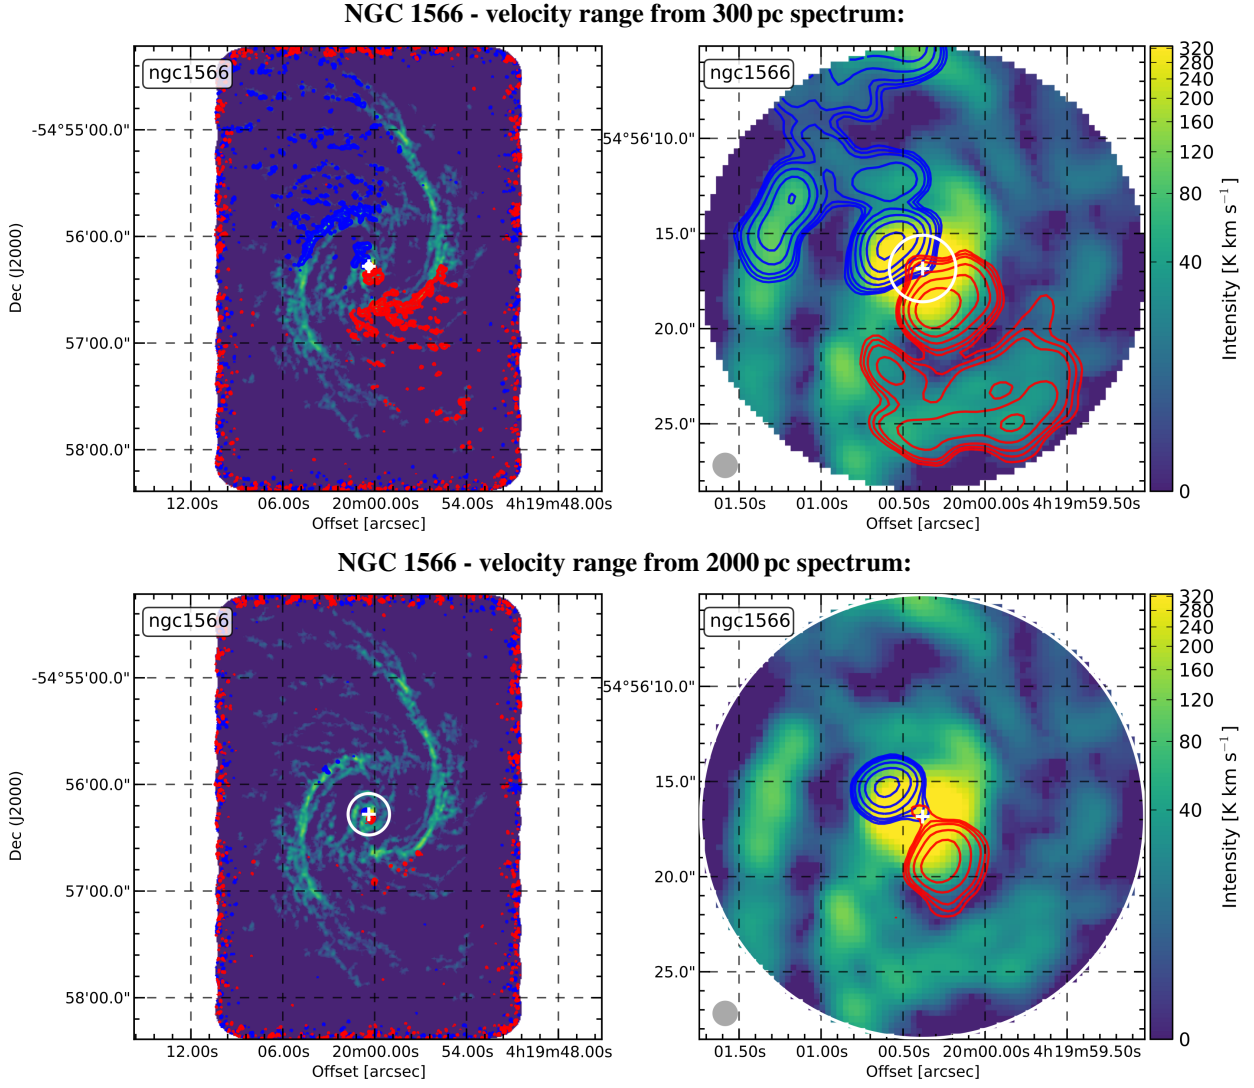 NGC 1566 - velocity range from 300 pc spectrum:
ngc1566
-54°55'00.0"
56'00.0"
57'00.0"
58'00.0"
Dec (J2000)
12.00s 06.00s 20m00.00s 54.00s 4h19m48.00s
Offset [arcsec]
ngc1566
54°56'10.0"
15.0"
20.0"
25.0"
01.50s 01.00s 00.50s 20m00.00s 4h19m59.50s
Offset [arcsec]
320
280
240
200
160
120
80
40
0
Intensity [K km s⁻¹]
NGC 1566 - velocity range from 2000 pc spectrum:
ngc1566
-54°55'00.0"
56'00.0"
57'00.0"
58'00.0"
Dec (J2000)
12.00s 06.00s 20m00.00s 54.00s 4h19m48.00s
Offset [arcsec]
ngc1566
54°56'10.0"
15.0"
20.0"
25.0"
01.50s 01.00s 00.50s 20m00.00s 4h19m59.50s
Offset [arcsec]
320
280
240
200
160
120
80
40
0
Intensity [K km s⁻¹]